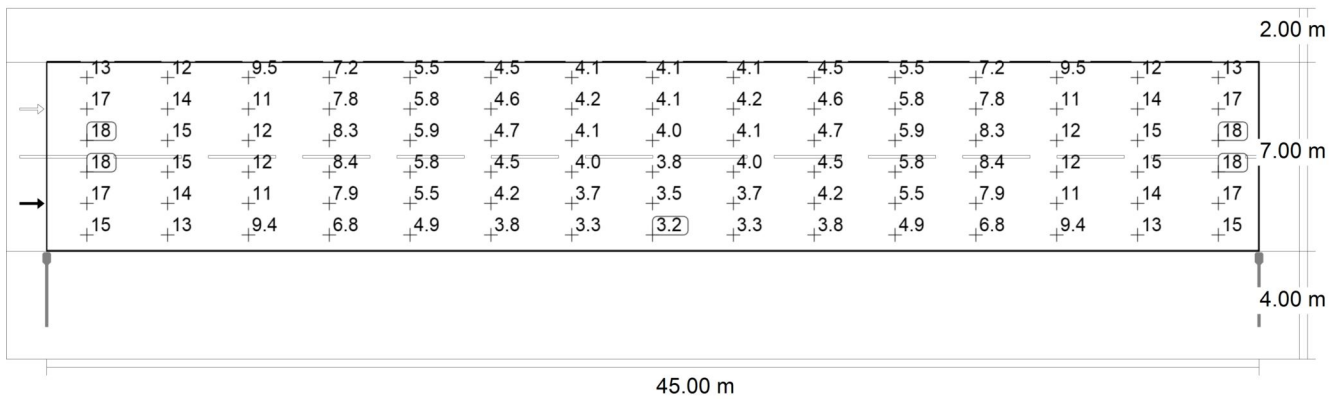 2.00 m
13 12 9.5 7.2 5.5 4.5 4.1 4.1 4.1 4.5 5.5 7.2 9.5 12 13
17 14 11 7.8 5.8 4.6 4.2 4.1 4.2 4.6 5.8 7.8 11 14 17
18 15 12 8.3 5.9 4.7 4.1 4.0 4.1 4.7 5.9 8.3 12 15 18
7.00 m
18 15 12 8.4 5.8 4.5 4.0 3.8 4.0 4.5 5.8 8.4 12 15 18
17 14 11 7.9 5.5 4.2 3.7 3.5 3.7 4.2 5.5 7.9 11 14 17
15 13 9.4 6.8 4.9 3.8 3.3 3.2 3.3 3.8 4.9 6.8 9.4 13 15
4.00 m
45.00 m